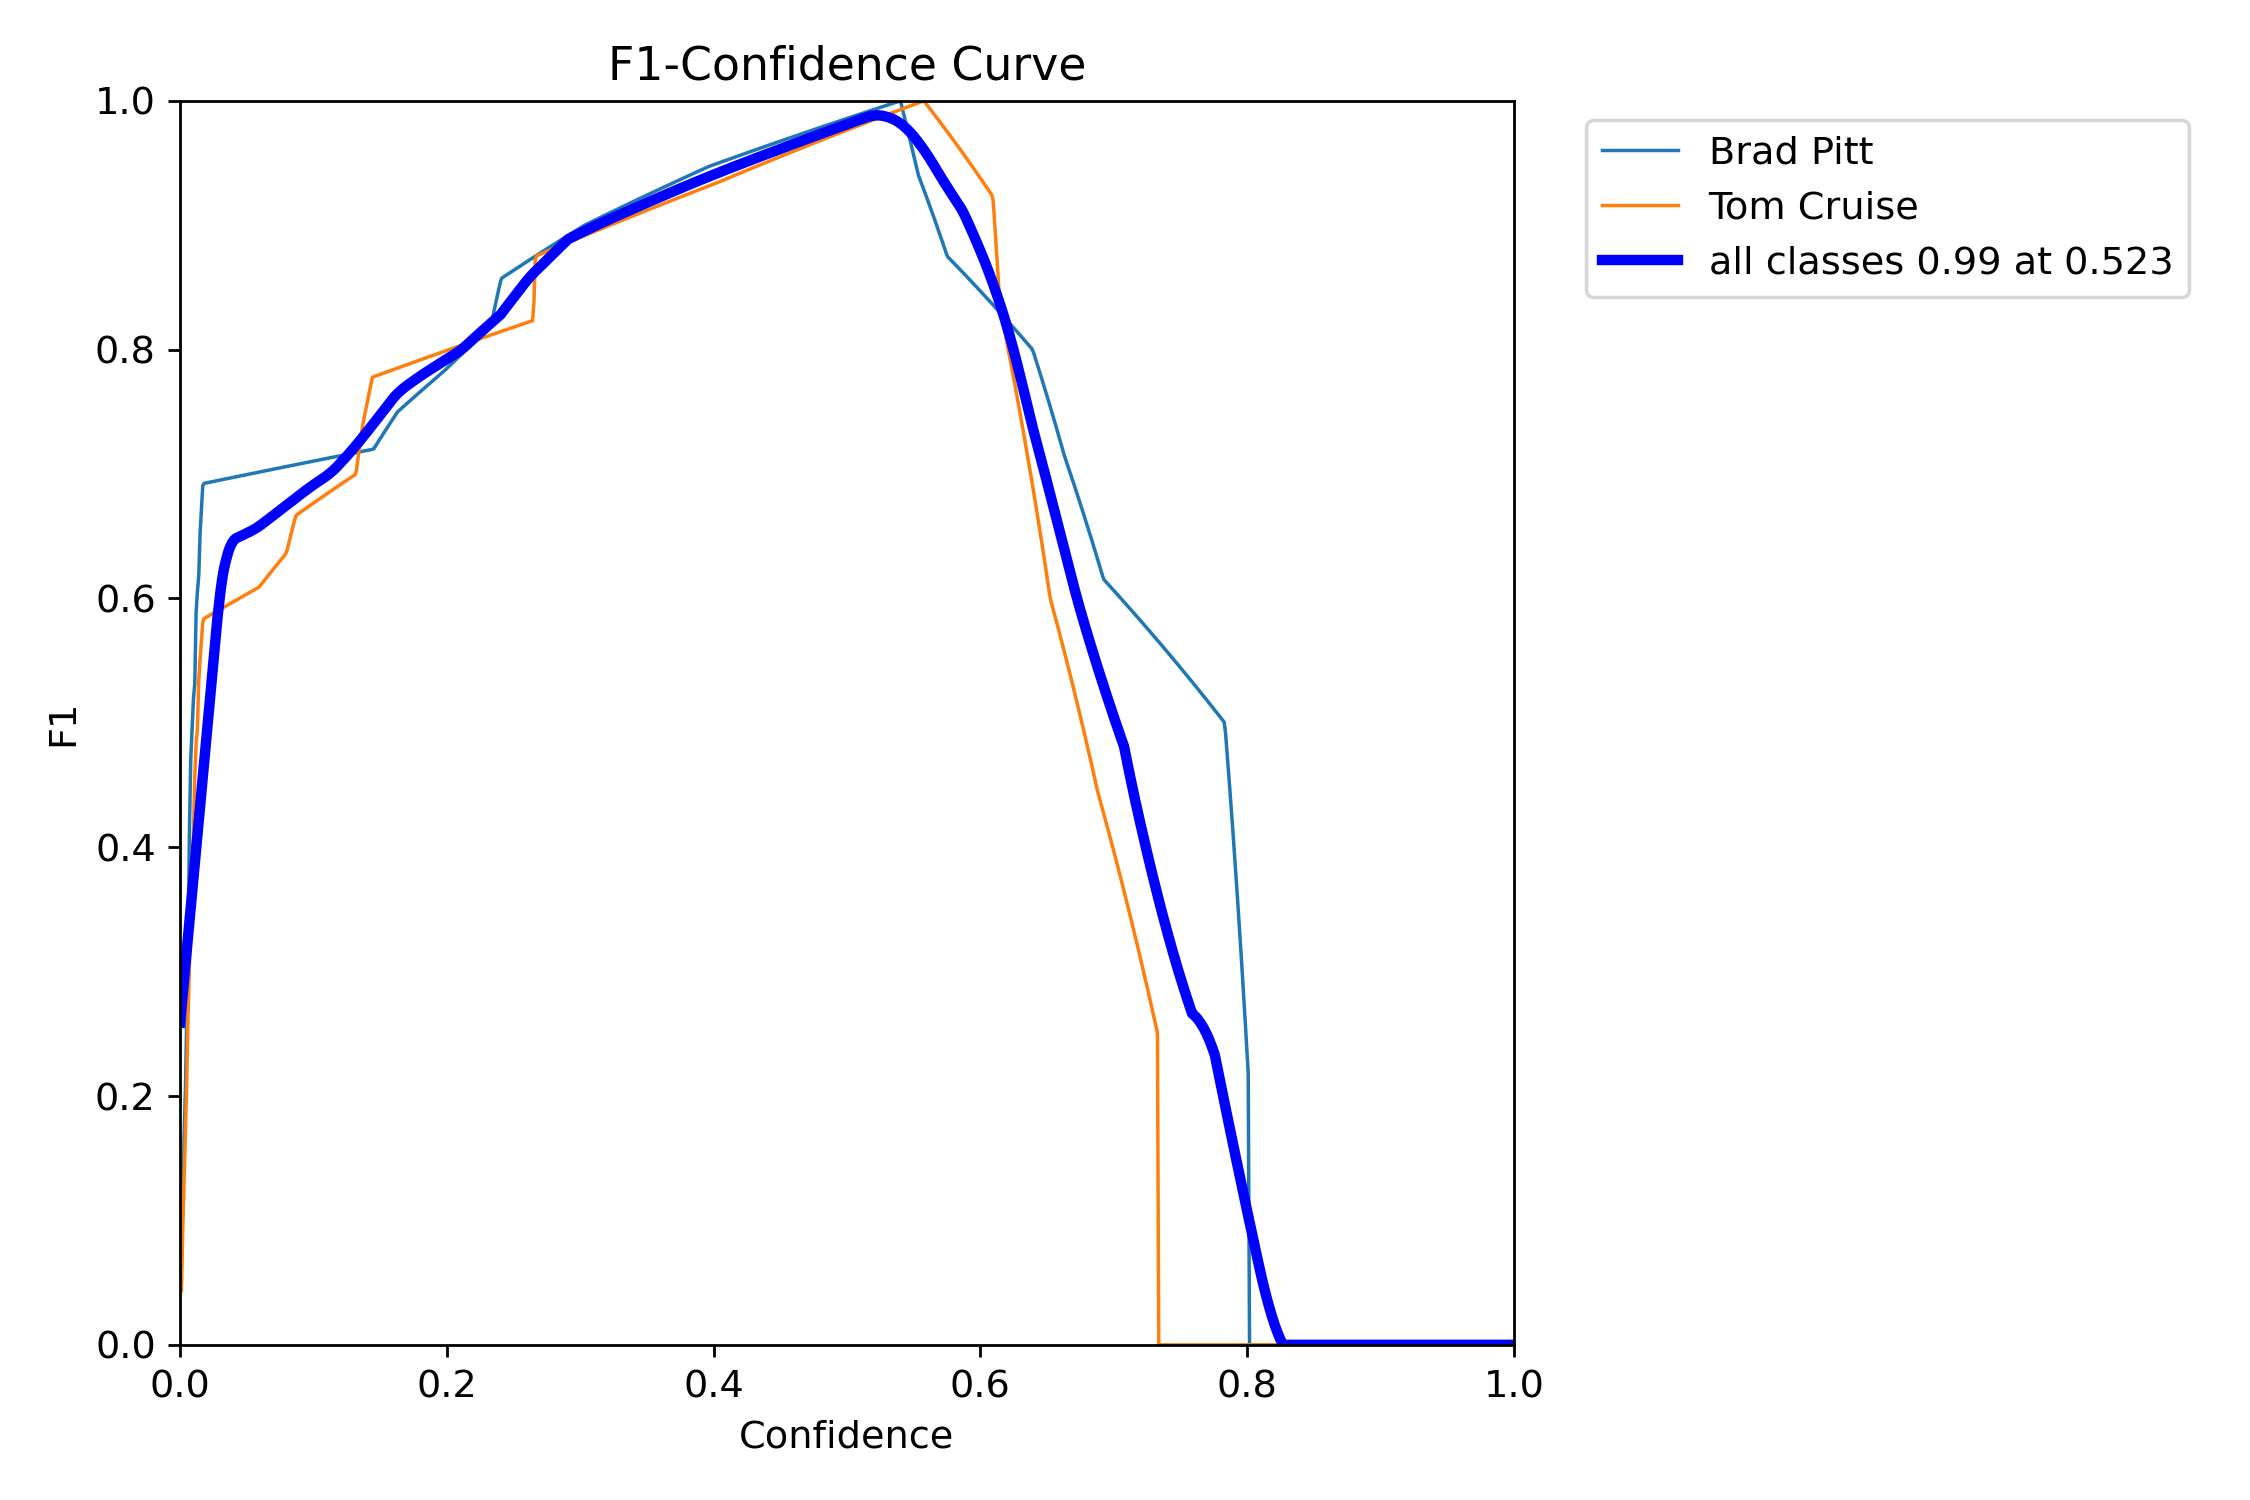 F1-Confidence Curve
1.0
0.8
0.6
0.4
0.2
0.0
F1
0.0 0.2 0.4 0.6 0.8 1.0
Confidence
Brad Pitt
Tom Cruise
all classes 0.99 at 0.523